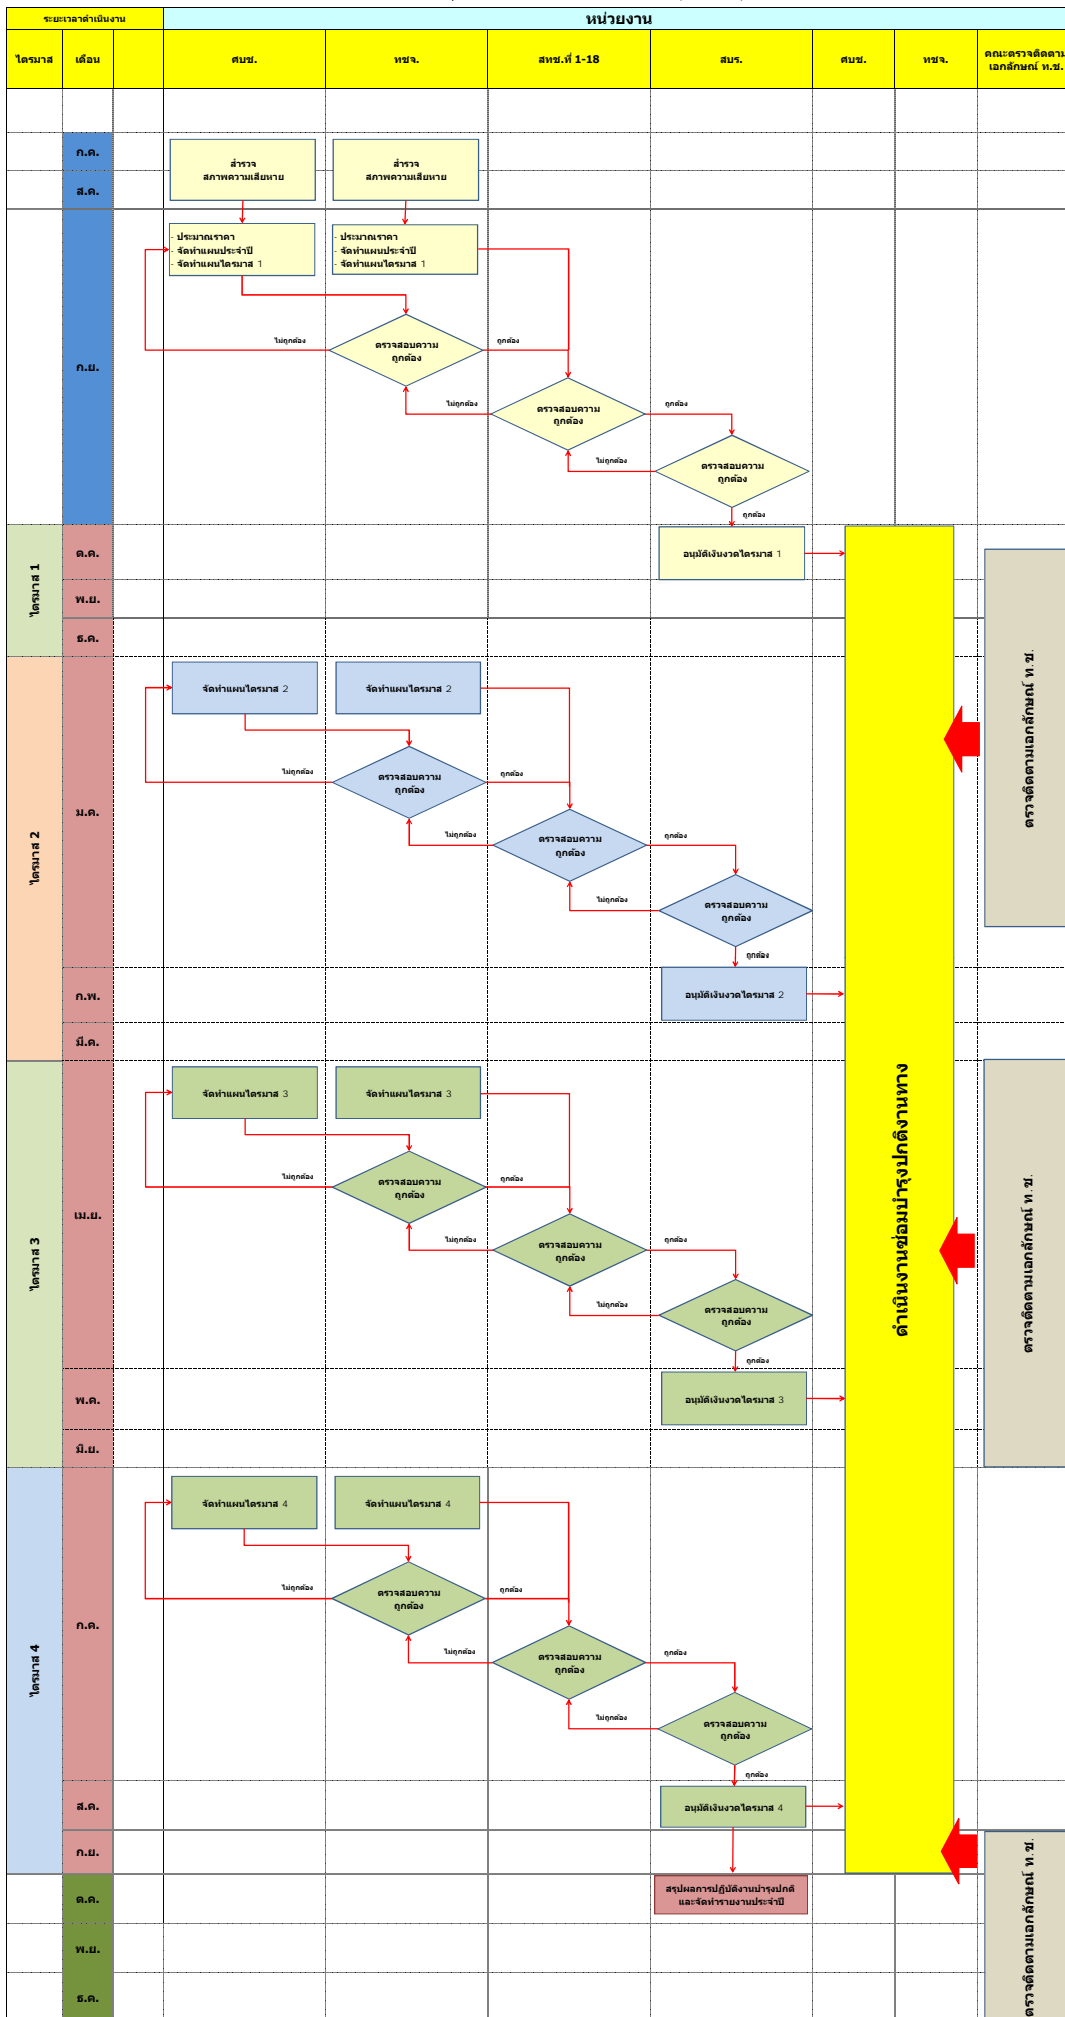 ระยะเวลาดำเนินงาน
หน่วยงาน
ไตรมาส
เดือน
ศบช.
ทชจ.
สทช.ที่ 1-18
สบร.
ศบช.
ทชจ.
คณะตรวจติดตาม
เอกลักษณ์ ท.ช.
ก.ค.
สำรวจ
สภาพความเสียหาย
สำรวจ
สภาพความเสียหาย
ส.ค.
- ประมาณราคา
- จัดทำแผนประจำปี
- จัดทำแผนไตรมาส 1
- ประมาณราคา
- จัดทำแผนประจำปี
- จัดทำแผนไตรมาส 1
ก.ย.
ไม่ถูกต้อง
ตรวจสอบความ
ถูกต้อง
ถูกต้อง
ไม่ถูกต้อง
ตรวจสอบความ
ถูกต้อง
ถูกต้อง
ไม่ถูกต้อง
ตรวจสอบความ
ถูกต้อง
ถูกต้อง
ไตรมาส 1
ต.ค.
อนุมัติเงินงวดไตรมาส 1
พ.ย.
ธ.ค.
ตรวจติดตามเอกลักษณ์ ท.ช.
ไตรมาส 2
จัดทำแผนไตรมาส 2
จัดทำแผนไตรมาส 2
ม.ค.
ไม่ถูกต้อง
ตรวจสอบความ
ถูกต้อง
ถูกต้อง
ไม่ถูกต้อง
ตรวจสอบความ
ถูกต้อง
ถูกต้อง
ไม่ถูกต้อง
ตรวจสอบความ
ถูกต้อง
ถูกต้อง
ก.พ.
อนุมัติเงินงวดไตรมาส 2
มี.ค.
ดำเนินงานซ่อมบำรุงปกติงานทาง
ไตรมาส 3
จัดทำแผนไตรมาส 3
จัดทำแผนไตรมาส 3
เม.ย.
ไม่ถูกต้อง
ตรวจสอบความ
ถูกต้อง
ถูกต้อง
ไม่ถูกต้อง
ตรวจสอบความ
ถูกต้อง
ถูกต้อง
ไม่ถูกต้อง
ตรวจสอบความ
ถูกต้อง
ถูกต้อง
ตรวจติดตามเอกลักษณ์ ท.ช.
พ.ค.
อนุมัติเงินงวดไตรมาส 3
มิ.ย.
ไตรมาส 4
จัดทำแผนไตรมาส 4
จัดทำแผนไตรมาส 4
ก.ค.
ไม่ถูกต้อง
ตรวจสอบความ
ถูกต้อง
ถูกต้อง
ไม่ถูกต้อง
ตรวจสอบความ
ถูกต้อง
ถูกต้อง
ไม่ถูกต้อง
ตรวจสอบความ
ถูกต้อง
ถูกต้อง
ส.ค.
อนุมัติเงินงวดไตรมาส 4
ก.ย.
ต.ค.
สรุปผลการปฏิบัติงานบำรุงปกติ
และจัดทำรายงานประจำปี
ตรวจติดตามเอกลักษณ์ ท.ช.
พ.ย.
ธ.ค.